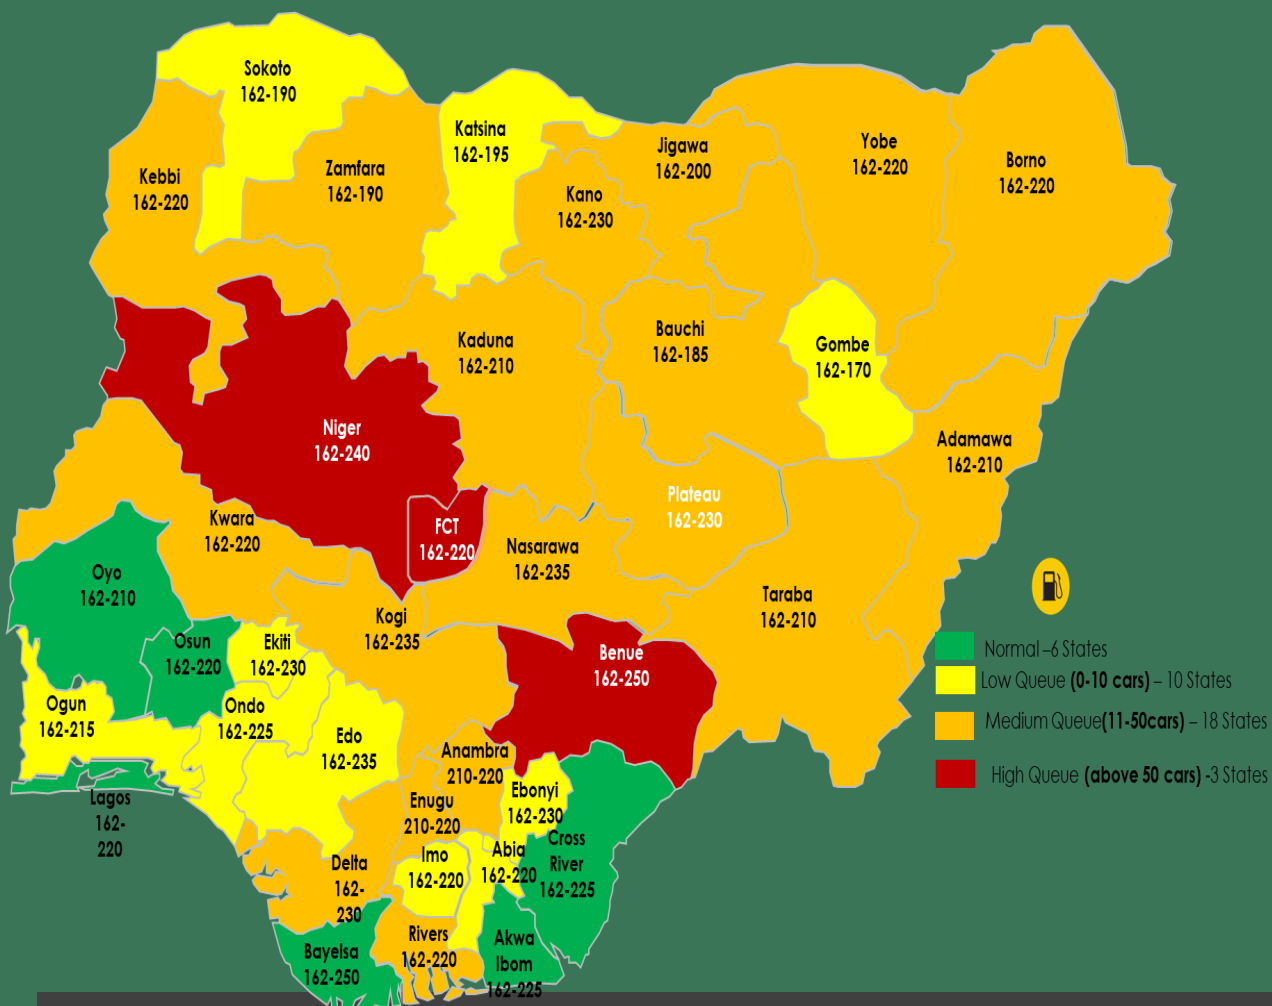 Sokoto
162-190
Katsina
162-195
Jigawa
162-200
Yobe
162-220
Borno
162-220
Kebbi
162-220
Zamfara
162-190
Kano
162-230
Kaduna
162-210
Bauchi
162-185
Gombe
162-170
Niger
162-240
Adamawa
162-210
Plateau
162-230
Kwara
162-220
FCT
162-220
Nasarawa
162-235
Oyo
162-210
Taraba
162-210
Kogi
162-235
Osun
162-220
Ekiti
162-230
Benue
162-250
Ogun
162-215
Ondo
162-225
Edo
162-235
Anambra
210-220
Enugu
210-220
Ebonyi
162-230
Lagos
162-
220
Cross
River
162-225
Delta
162-
230
Imo
162-220
Abia
162-220
Bayelsa
162-250
Rivers
162-220
Akwa
Ibom
162-225
Normal –6 States
Low Queue (0-10 cars) – 10 States
Medium Queue(11-50cars) – 18 States
High Queue (above 50 cars) -3 States